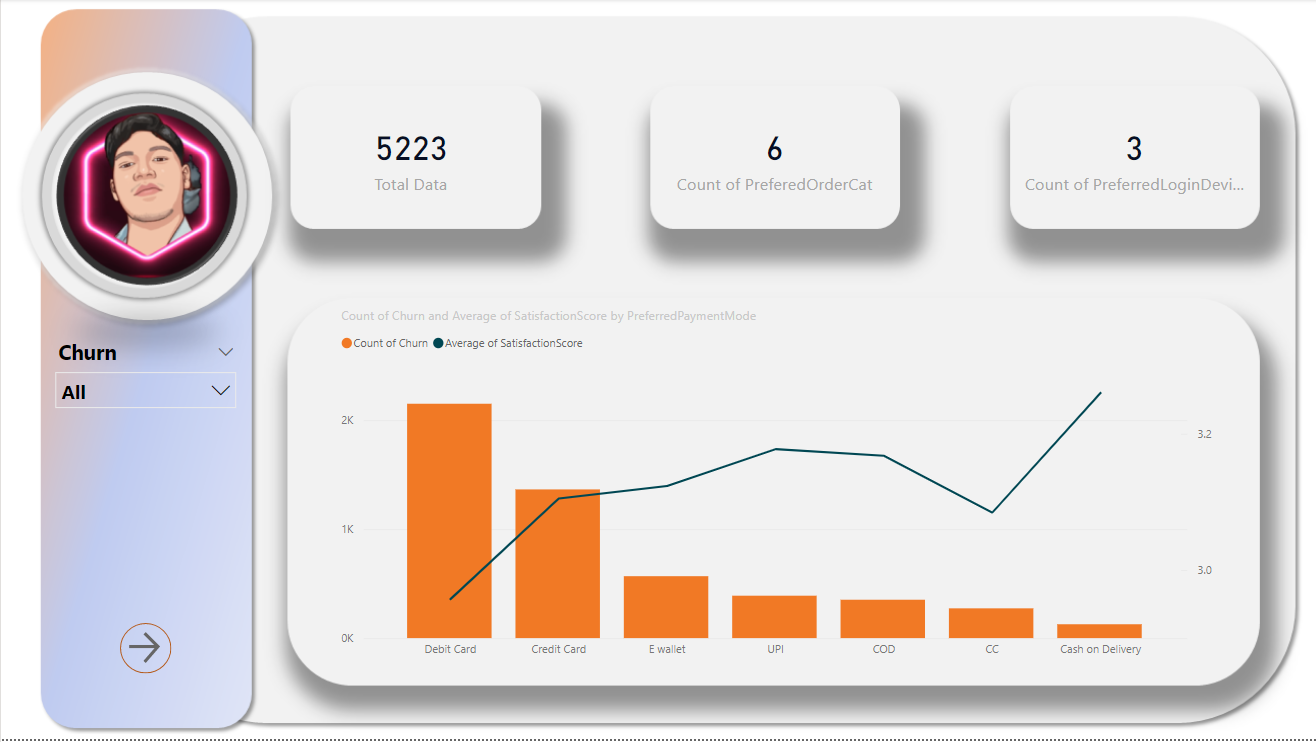 5223
Total Data
6
Count of PreferedOrderCat
3
Count of PreferredLoginDevi...
Churn
All
Count of Churn and Average of SatisfactionScore by PreferredPaymentMode
Count of Churn Average of SatisfactionScore
2K
1K
0K
3.2
3.0
Debit Card Credit Card E wallet UPI COD CC Cash on Delivery